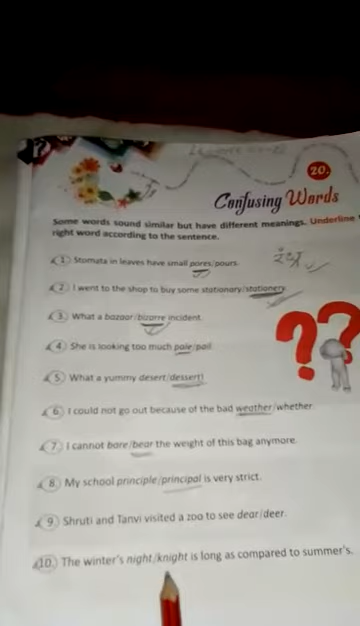 20.
Confusing Words
Some words sound similar but have different meanings. Underline
right word according to the sentence.
1. Stomata in leaves have small pores/pours.
2. I went to the shop to buy some stationary/stationery.
3. What a bazaar/bizarre incident.
4. She is looking too much pale/pail.
5. What a yummy desert/dessert!
6. I could not go out because of the bad weather/whether.
7. I cannot bare/bear the weight of this bag anymore.
8. My school principle/principal is very strict.
9. Shruti and Tanvi visited a zoo to see dear/deer.
10. The winter's night/knight is long as compared to summer's.